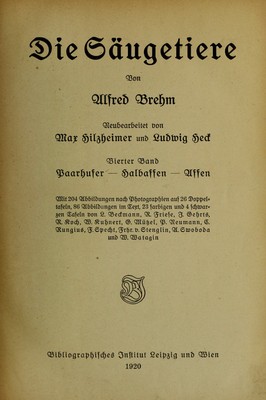 Die Säugetiere
Von
Alfred Brehm
Neubearbeitet von
Max Hilzheimer und Ludwig Heck
Vierter Band
Paarhufer — Halbaffen — Affen
Mit 204 Abbildungen nach Photographien auf 26 Doppel-
tafeln, 86 Abbildungen im Text, 23 farbigen und 4 schwar-
zen Tafeln von L. Beckmann, R. Friese, J. Gehrts,
R. Koch, W. Kuhnert, G. Mützel, P. Neumann, C.
Rungius, F. Specht, Frhr. v. Stenglin, A. Swoboda
und W. Watagin
Bibliographisches Institut Leipzig und Wien
1920